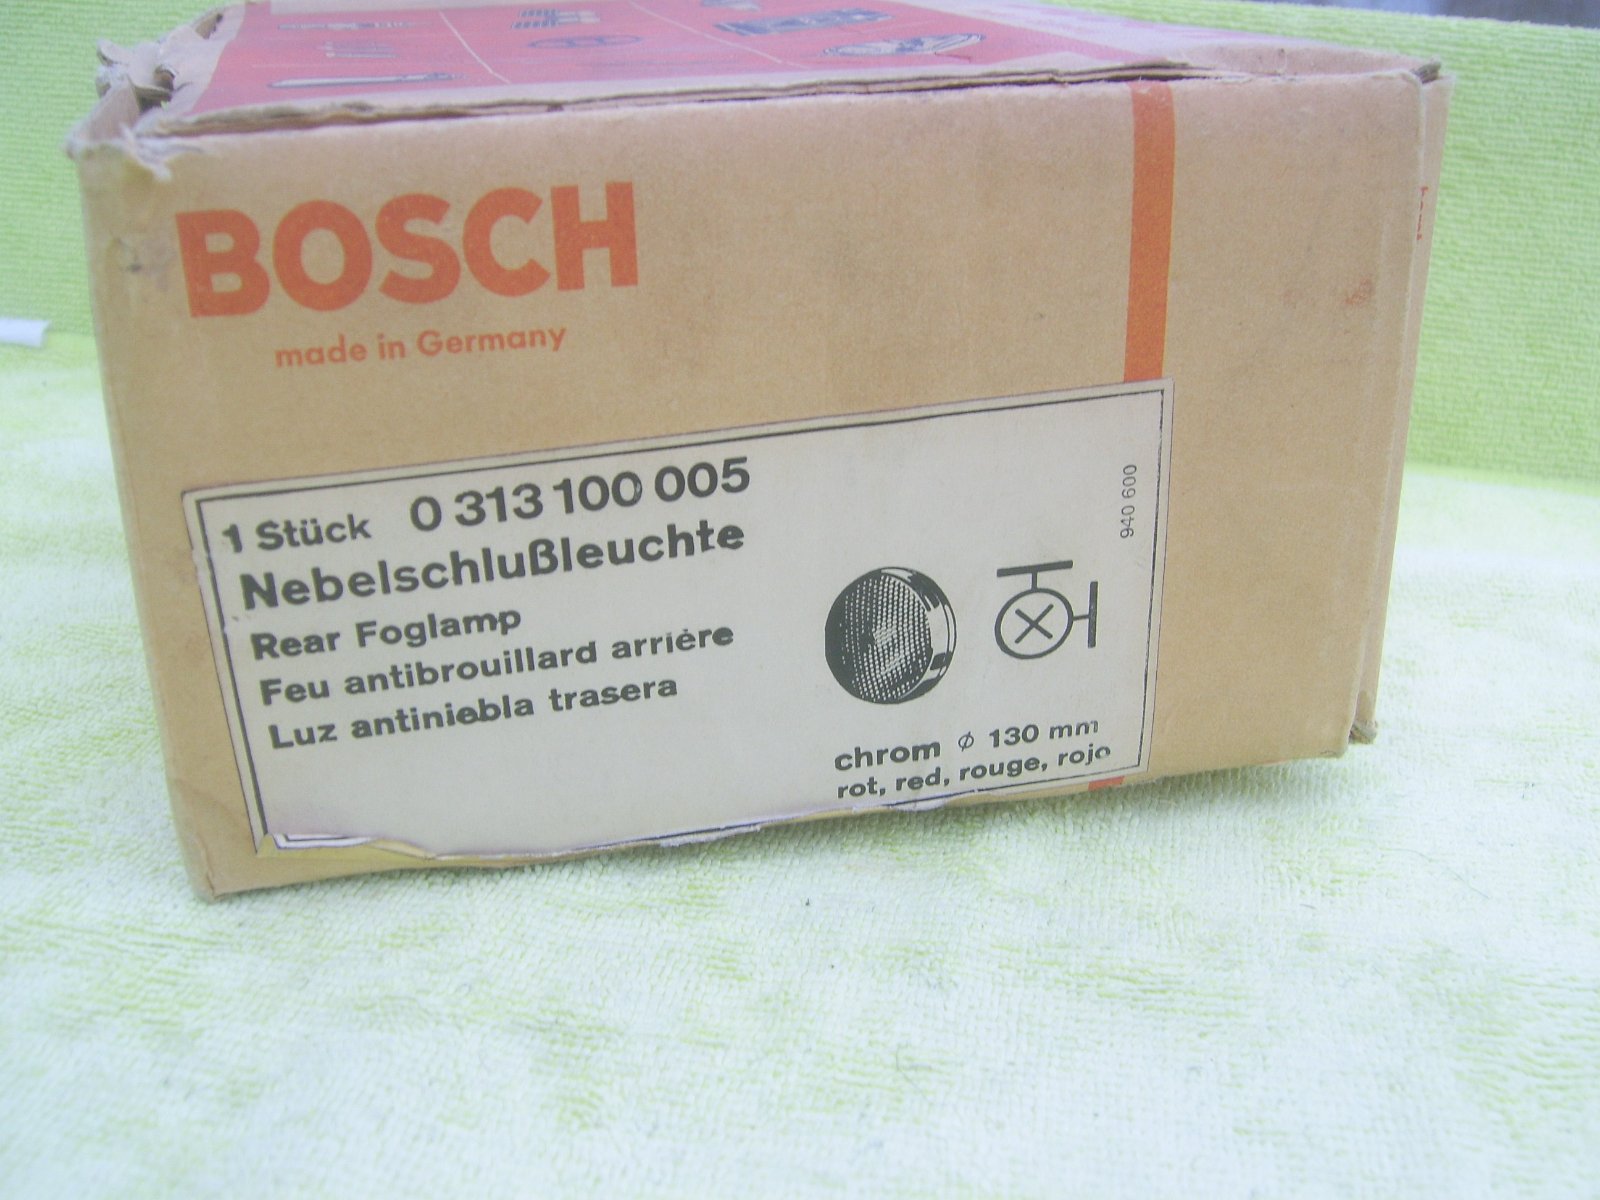 BOSCH
made in Germany
1 Stück 0 313 100 005
Nebelschlußleuchte
Rear Foglamp
Feu antibrouillard arrière
Luz antiniebla trasera
940 600
chrom ⌀ 130 mm
rot, red, rouge, rojo